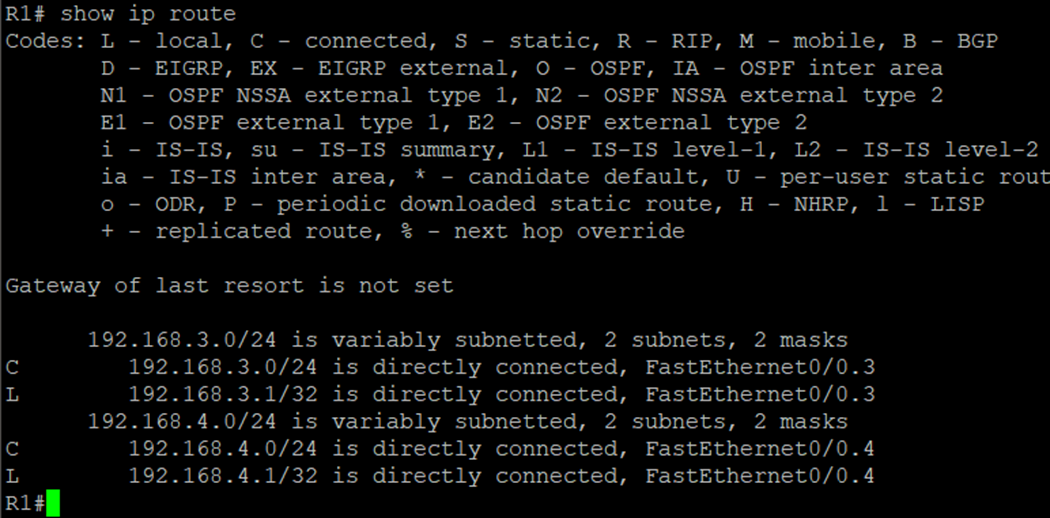 R1# show ip route
Codes: L - local, C - connected, S - static, R - RIP, M - mobile, B - BGP
D - EIGRP, EX - EIGRP external, O - OSPF, IA - OSPF inter area
N1 - OSPF NSSA external type 1, N2 - OSPF NSSA external type 2
E1 - OSPF external type 1, E2 - OSPF external type 2
i - IS-IS, su - IS-IS summary, L1 - IS-IS level-1, L2 - IS-IS level-2
ia - IS-IS inter area, * - candidate default, U - per-user static rout
o - ODR, P - periodic downloaded static route, H - NHRP, l - LISP
+ - replicated route, % - next hop override
Gateway of last resort is not set
192.168.3.0/24 is variably subnetted, 2 subnets, 2 masks
C 192.168.3.0/24 is directly connected, FastEthernet0/0.3
L 192.168.3.1/32 is directly connected, FastEthernet0/0.3
192.168.4.0/24 is variably subnetted, 2 subnets, 2 masks
C 192.168.4.0/24 is directly connected, FastEthernet0/0.4
L 192.168.4.1/32 is directly connected, FastEthernet0/0.4
R1#